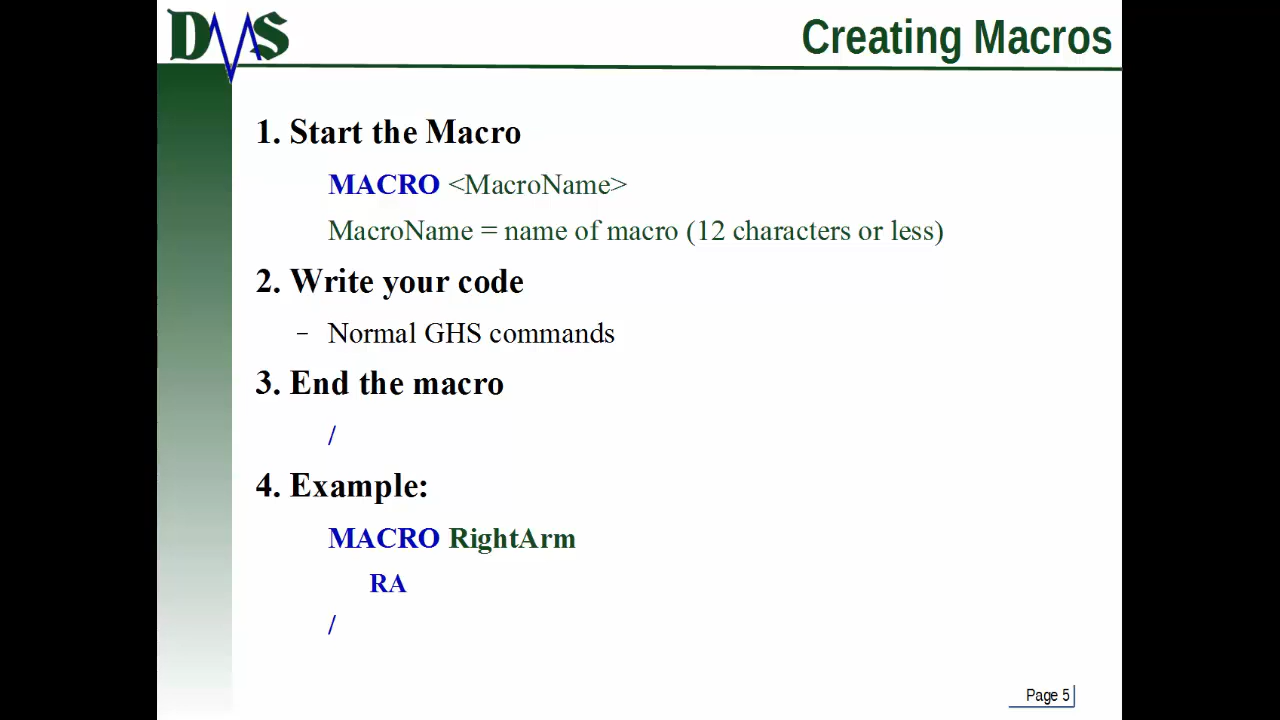 DMS
Creating Macros
1. Start the Macro
MACRO <MacroName>
MacroName = name of macro (12 characters or less)
2. Write your code
– Normal GHS commands
3. End the macro
/
4. Example:
MACRO RightArm
RA
/
Page 5